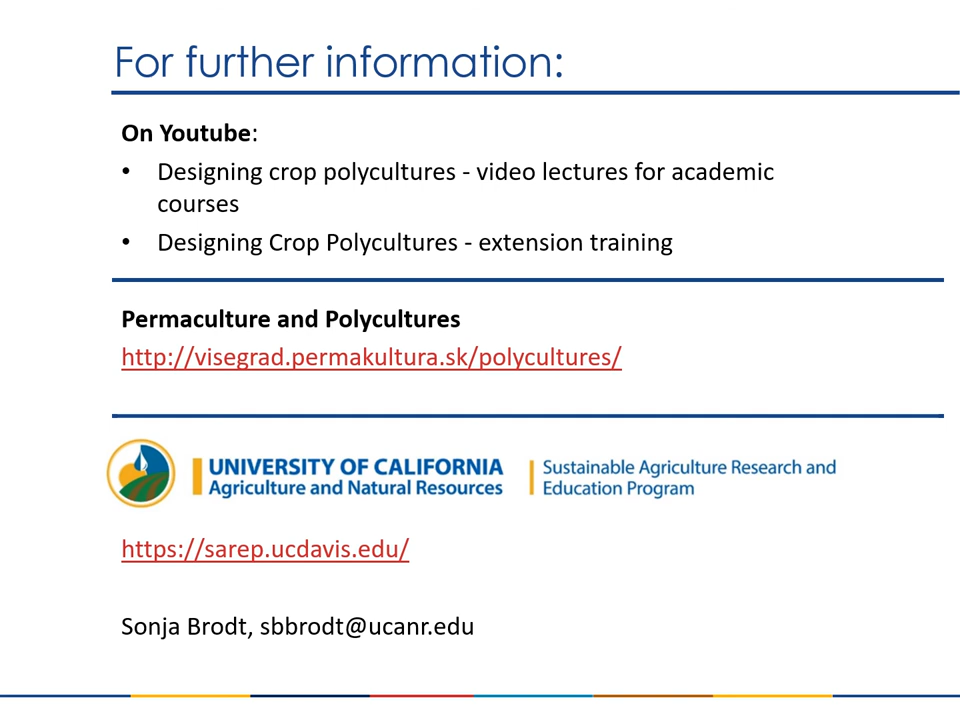 For further information:
On Youtube:
• Designing crop polycultures - video lectures for academic
courses
• Designing Crop Polycultures - extension training
Permaculture and Polycultures
http://visegrad.permakultura.sk/polycultures/
UNIVERSITY OF CALIFORNIA
Agriculture and Natural Resources
Sustainable Agriculture Research and
Education Program
https://sarep.ucdavis.edu/
Sonja Brodt, sbbrodt@ucanr.edu